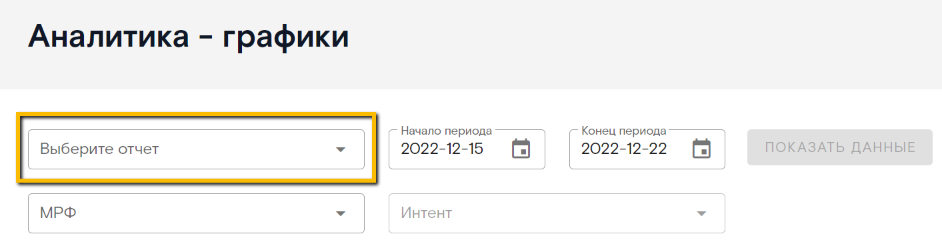 Аналитика - графики
Выберите отчет
Начало периода
2022-12-15
Конец периода
2022-12-22
ПОКАЗАТЬ ДАННЫЕ
МРФ
Интент